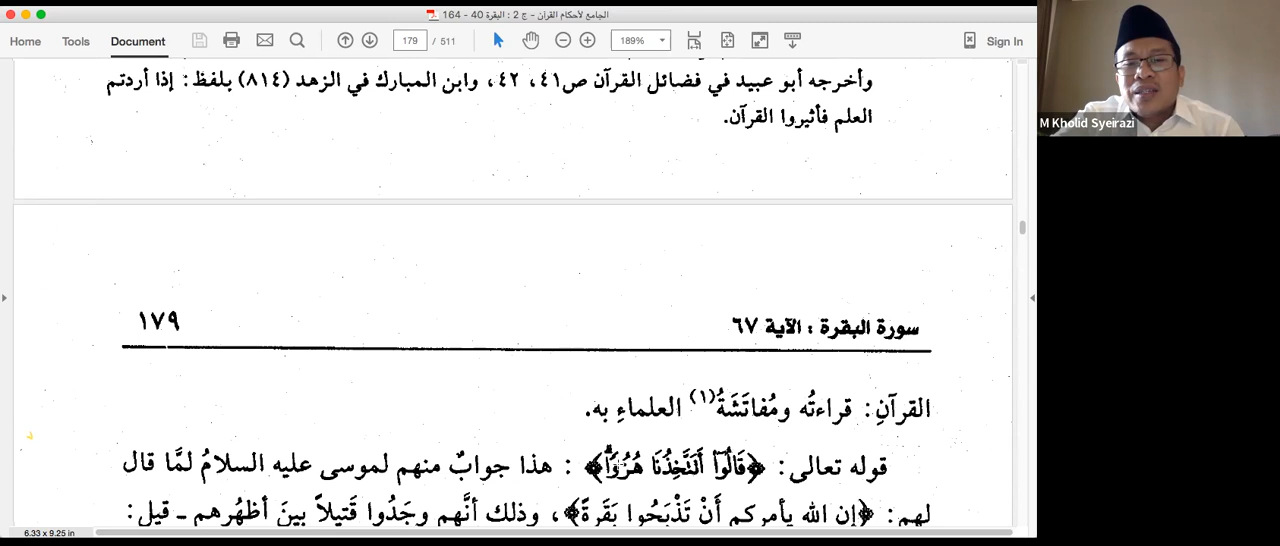 الجامع لأحكام القرآن - ج 2 : البقرة 40 - 164
Home Tools Document 179 / 511 189% Sign In
وأخرجه أبو عبيد في فضائل القرآن ص٤١، ٤٢، وابن المبارك في الزهد (٨١٤) بلفظ: إذا أردتم
العلم فأثيروا القرآن.
M Kholid Syeirazi
سورة البقرة : الآية ٦٧ ١٧٩
القرآنِ: قراءتُه ومُفاتَشَةُ(١) العلماءِ به.
قوله تعالى: ﴿قَالُوٓا۟ أَتَتَّخِذُنَا هُزُوًا﴾ : هذا جوابٌ منهم لموسى عليه السلامُ لمَّا قال
لهم: ﴿إن الله يأمركم أَنْ تَذْبَحُوا بَقَرةً﴾، وذلك أنَّهم وجَدُوا قَتيلاً بينَ أظهُرهم ـ قيل:
6.33 x 9.25 in